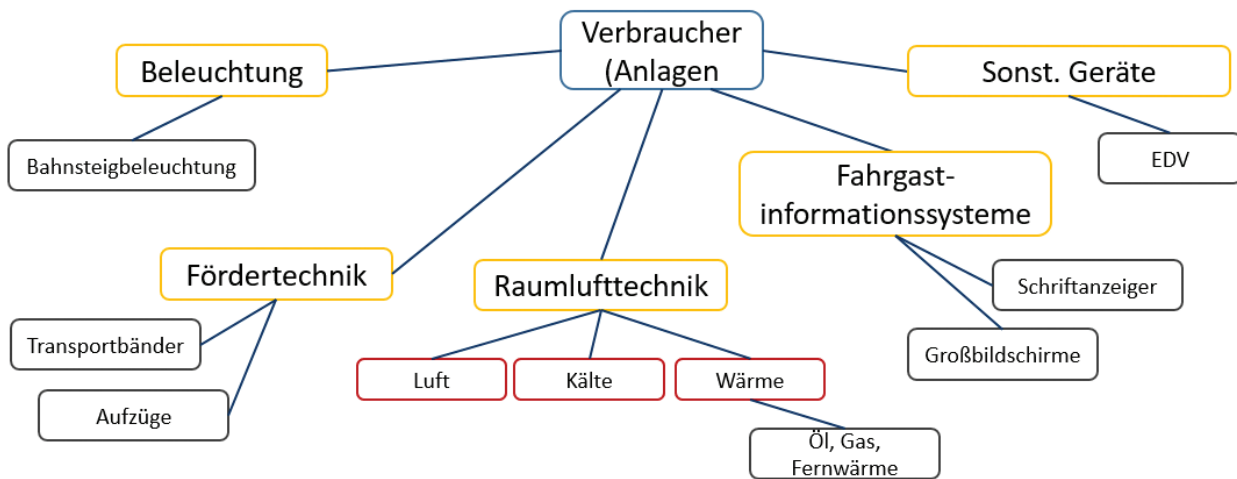 Verbraucher
(Anlagen
Beleuchtung
Sonst. Geräte
Bahnsteigbeleuchtung
EDV
Fahrgast-
informationssysteme
Fördertechnik
Raumlufttechnik
Schriftanzeiger
Transportbänder
Großbildschirme
Luft
Kälte
Wärme
Aufzüge
Öl, Gas,
Fernwärme